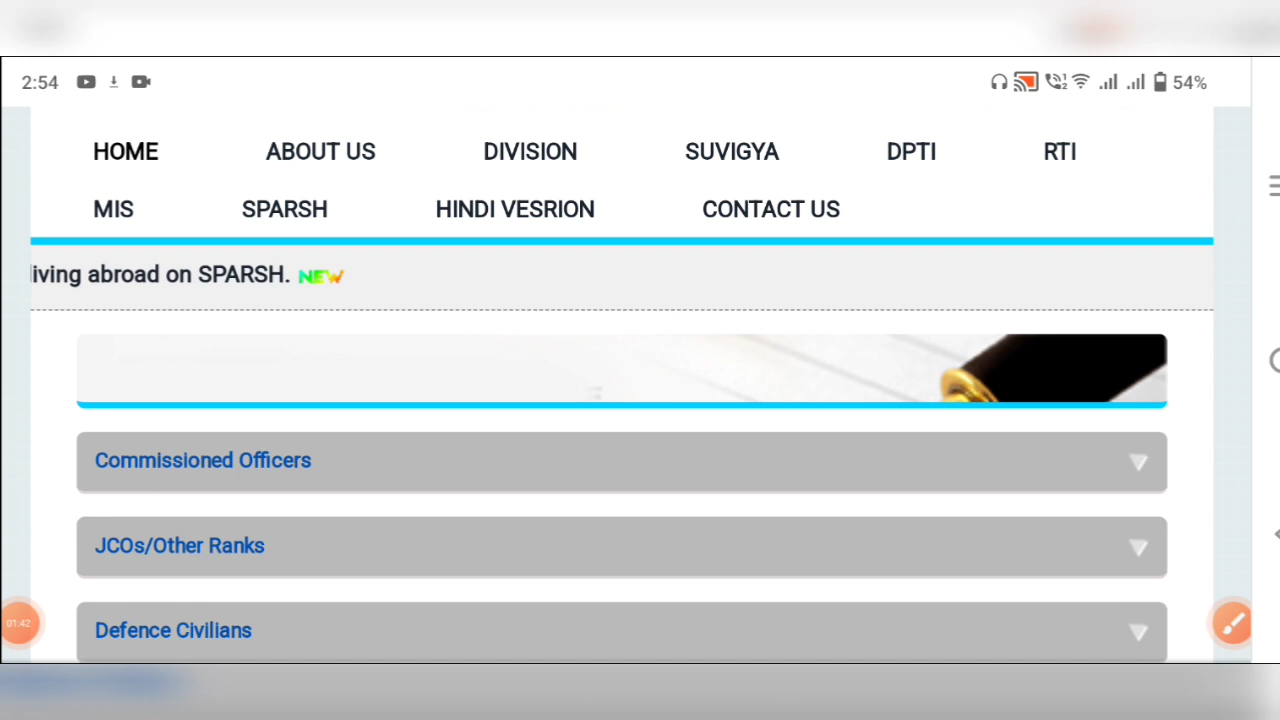 2:54 54%
HOME ABOUT US DIVISION SUVIGYA DPTI RTI
MIS SPARSH HINDI VESRION CONTACT US
living abroad on SPARSH. NEW
Commissioned Officers
JCOs/Other Ranks
Defence Civilians
01:42